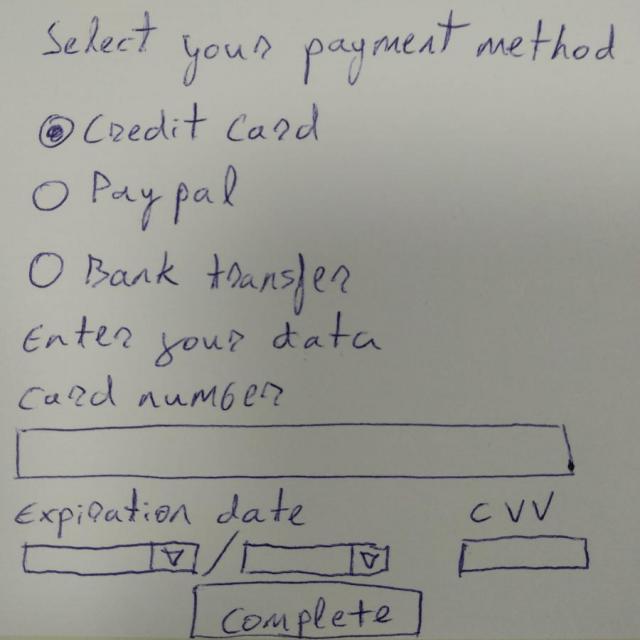 Select your payment method
Credit Card
Paypal
Bank transfer
Enter your data
Card number
Expiration date CVV
/
Complete